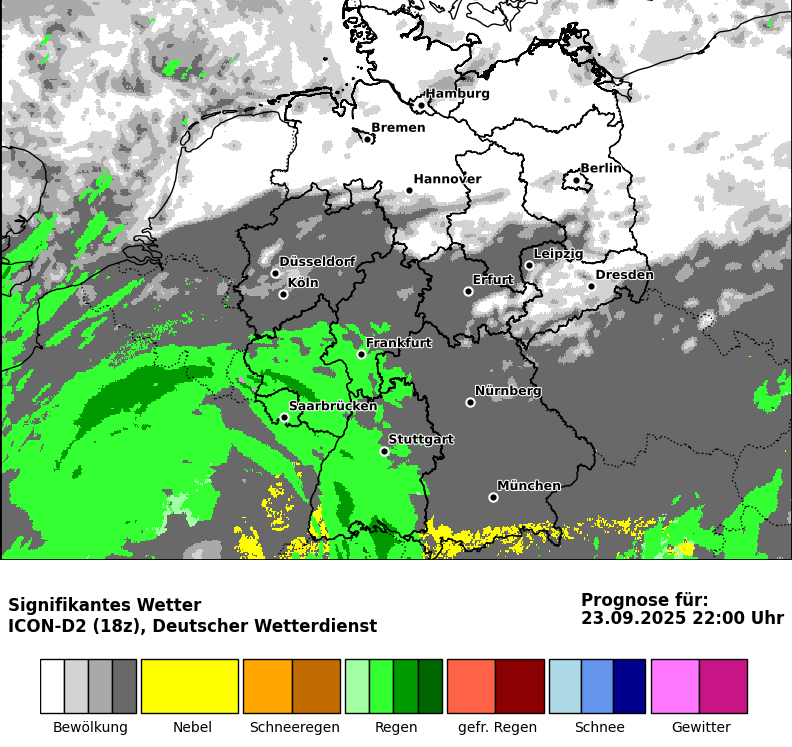 Hamburg
Bremen
Berlin
Hannover
Leipzig
Düsseldorf
Dresden
Köln
Erfurt
Frankfurt
Nürnberg
Saarbrücken
Stuttgart
München
Signifikantes Wetter
ICON-D2 (18z), Deutscher Wetterdienst
Prognose für:
23.09.2025 22:00 Uhr
Bewölkung
Nebel
Schneeregen
Regen
gefr. Regen
Schnee
Gewitter